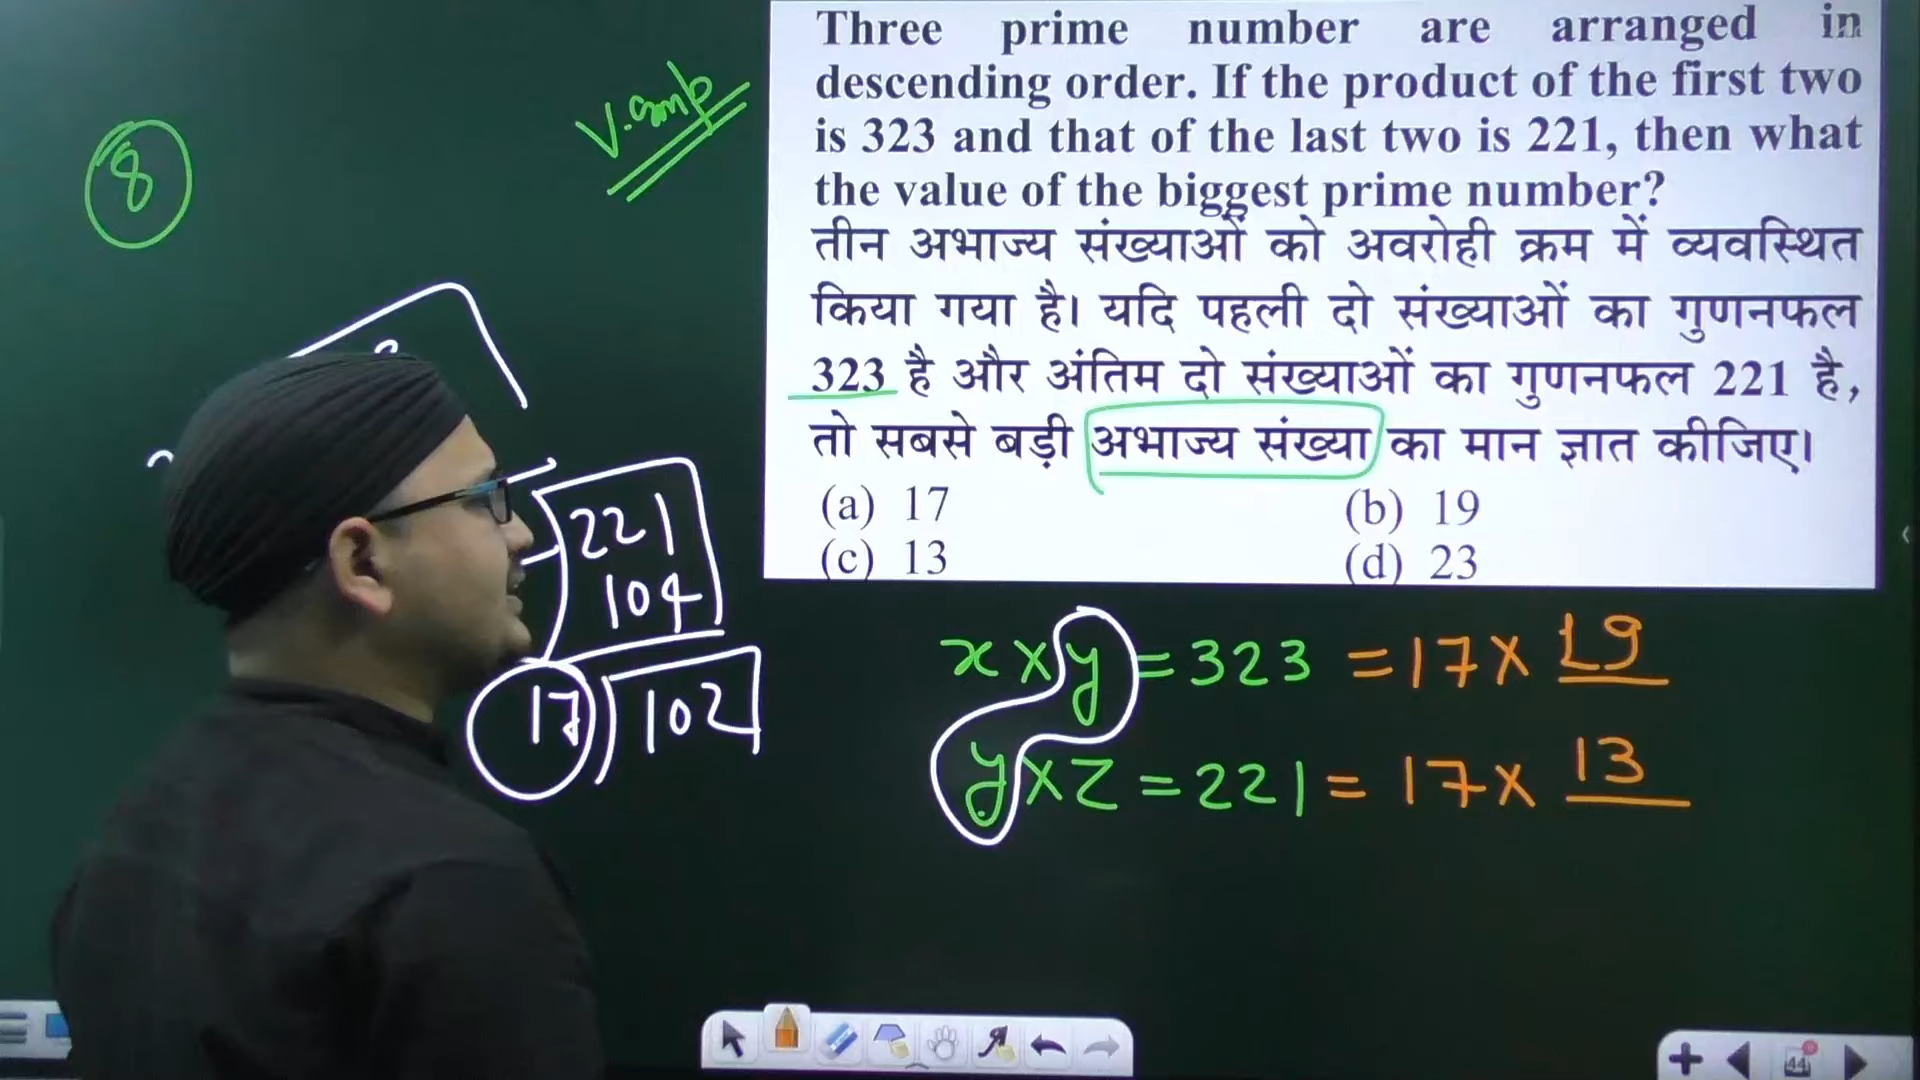 8
V. imp
Three prime number are arranged in
descending order. If the product of the first two
is 323 and that of the last two is 221, then what
the value of the biggest prime number?
तीन अभाज्य संख्याओं को अवरोही क्रम में व्यवस्थित
किया गया है। यदि पहली दो संख्याओं का गुणनफल
323 है और अंतिम दो संख्याओं का गुणनफल 221 है,
तो सबसे बड़ी अभाज्य संख्या का मान ज्ञात कीजिए।
(a) 17 (b) 19
(c) 13 (d) 23
221
104
17) 102
x × y = 323 = 17 × 19
y × z = 221 = 17 × 13
44